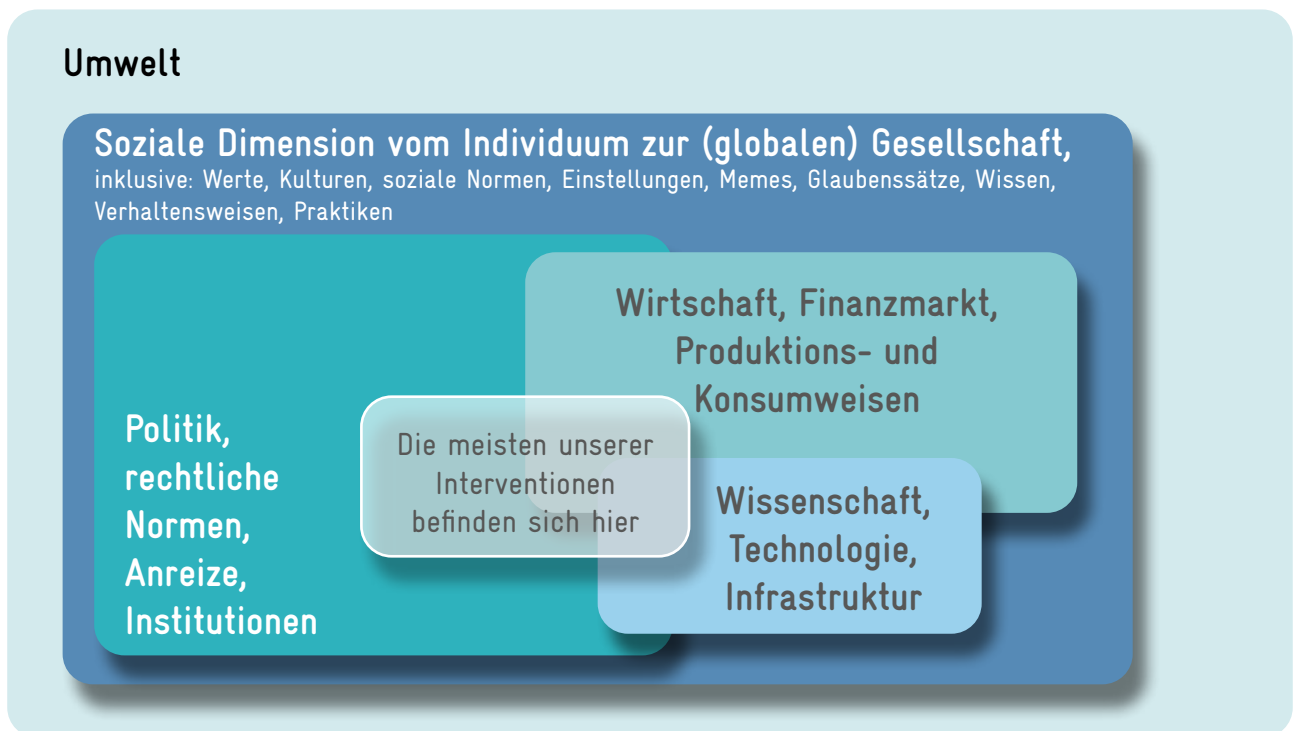 Umwelt
Soziale Dimension vom Individuum zur (globalen) Gesellschaft,
inklusive: Werte, Kulturen, soziale Normen, Einstellungen, Memes, Glaubenssätze, Wissen,
Verhaltensweisen, Praktiken
Wirtschaft, Finanzmarkt,
Produktions- und
Konsumweisen
Politik,
rechtliche
Normen,
Anreize,
Institutionen
Die meisten unserer
Interventionen
befinden sich hier
Wissenschaft,
Technologie,
Infrastruktur